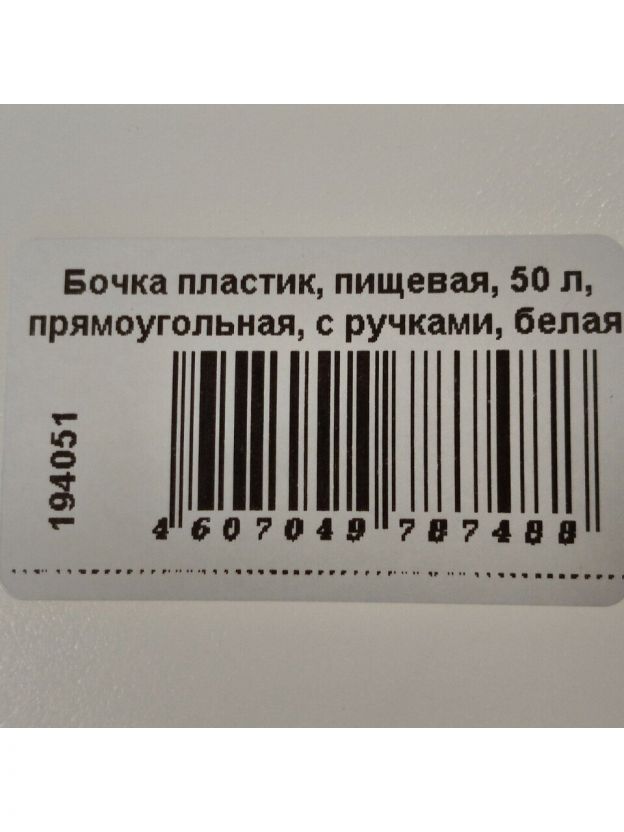 Бочка пластик, пищевая, 50 л,
прямоугольная, с ручками, белая
194051
4 607049 787488